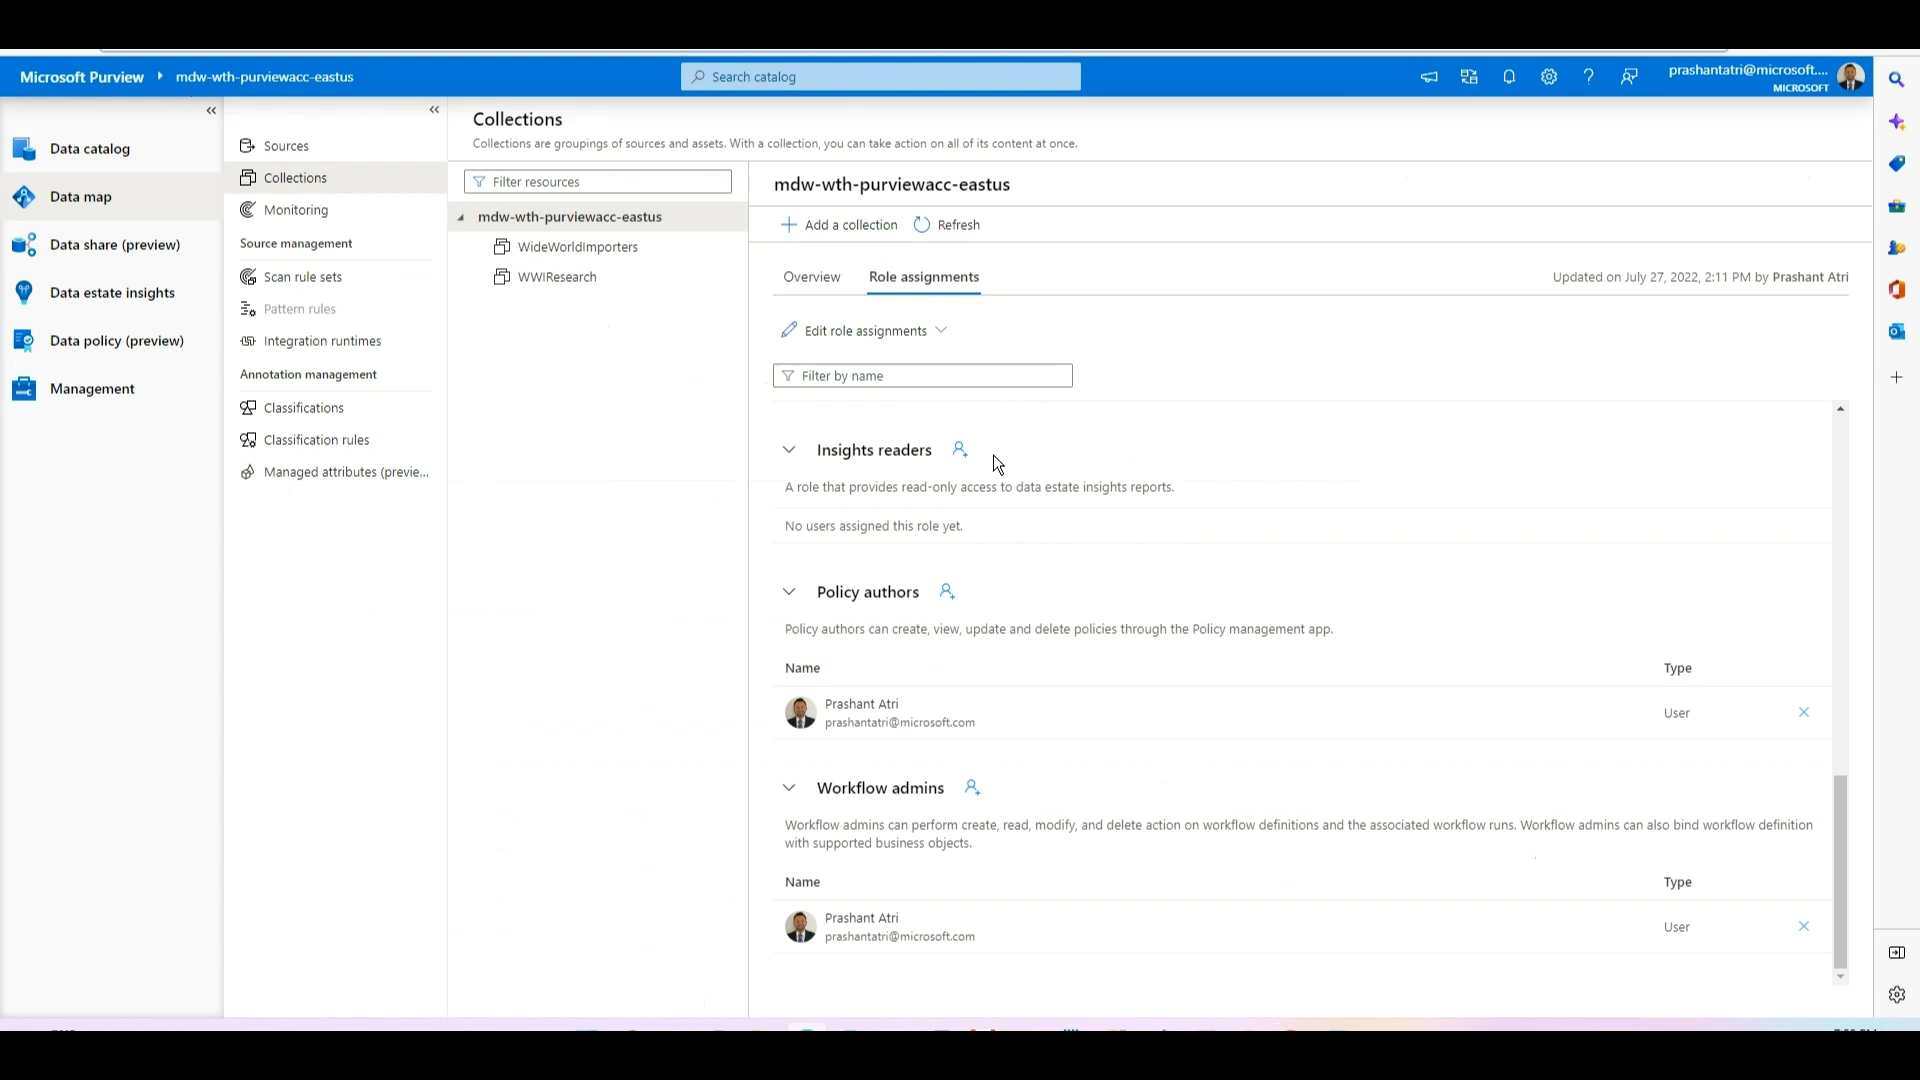 Microsoft Purview
mdw-wth-purviewacc-eastus
Search catalog
prashantatri@microsoft....
MICROSOFT
Data catalog
Data map
Data share (preview)
Data estate insights
Data policy (preview)
Management
Sources
Collections
Monitoring
Source management
Scan rule sets
Pattern rules
Integration runtimes
Annotation management
Classifications
Classification rules
Managed attributes (previe...
Collections
Collections are groupings of sources and assets. With a collection, you can take action on all of its content at once.
Filter resources
mdw-wth-purviewacc-eastus
WideWorldImporters
WWIResearch
mdw-wth-purviewacc-eastus
Add a collection
Refresh
Overview
Role assignments
Updated on July 27, 2022, 2:11 PM by Prashant Atri
Edit role assignments
Filter by name
Insights readers
A role that provides read-only access to data estate insights reports.
No users assigned this role yet.
Policy authors
Policy authors can create, view, update and delete policies through the Policy management app.
Name Type
Prashant Atri
prashantatri@microsoft.com
User
Workflow admins
Workflow admins can perform create, read, modify, and delete action on workflow definitions and the associated workflow runs. Workflow admins can also bind workflow definition
with supported business objects.
Name Type
Prashant Atri
prashantatri@microsoft.com
User